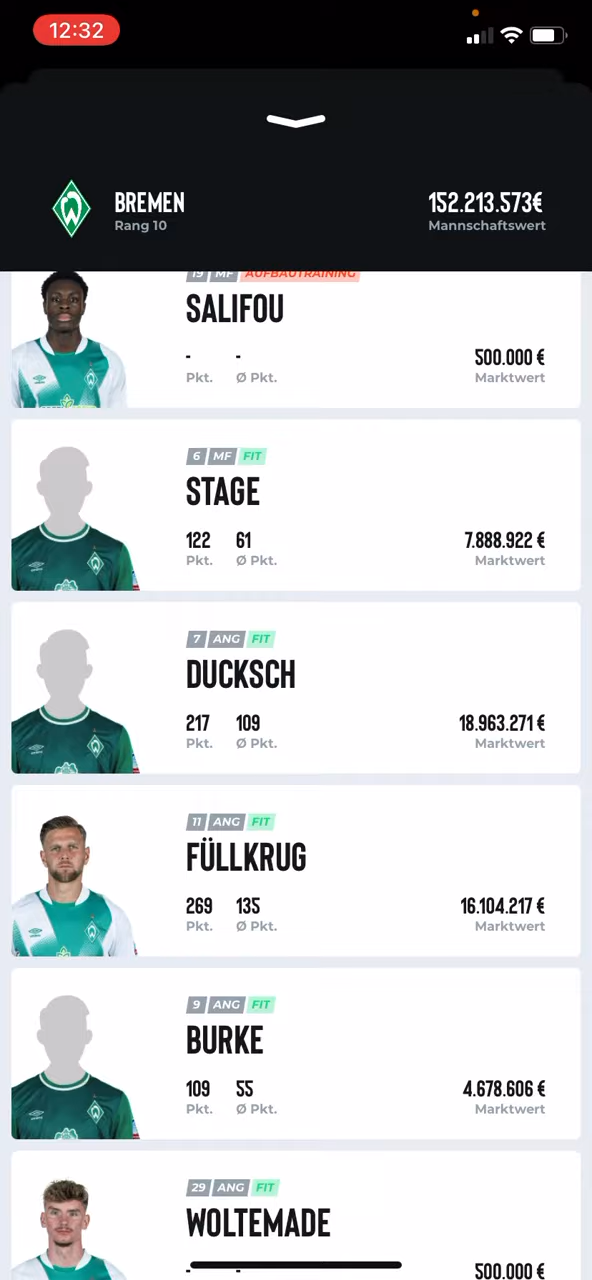 12:32
BREMEN 152.213.573€
Rang 10 Mannschaftswert
19 MF AUFBAUTRAINING
SALIFOU
- - 500.000 €
Pkt. Ø Pkt. Marktwert
6 MF FIT
STAGE
122 61 7.888.922 €
Pkt. Ø Pkt. Marktwert
7 ANG FIT
DUCKSCH
217 109 18.963.271 €
Pkt. Ø Pkt. Marktwert
11 ANG FIT
FÜLLKRUG
269 135 16.104.217 €
Pkt. Ø Pkt. Marktwert
9 ANG FIT
BURKE
109 55 4.678.606 €
Pkt. Ø Pkt. Marktwert
29 ANG FIT
WOLTEMADE
- - 500.000 €